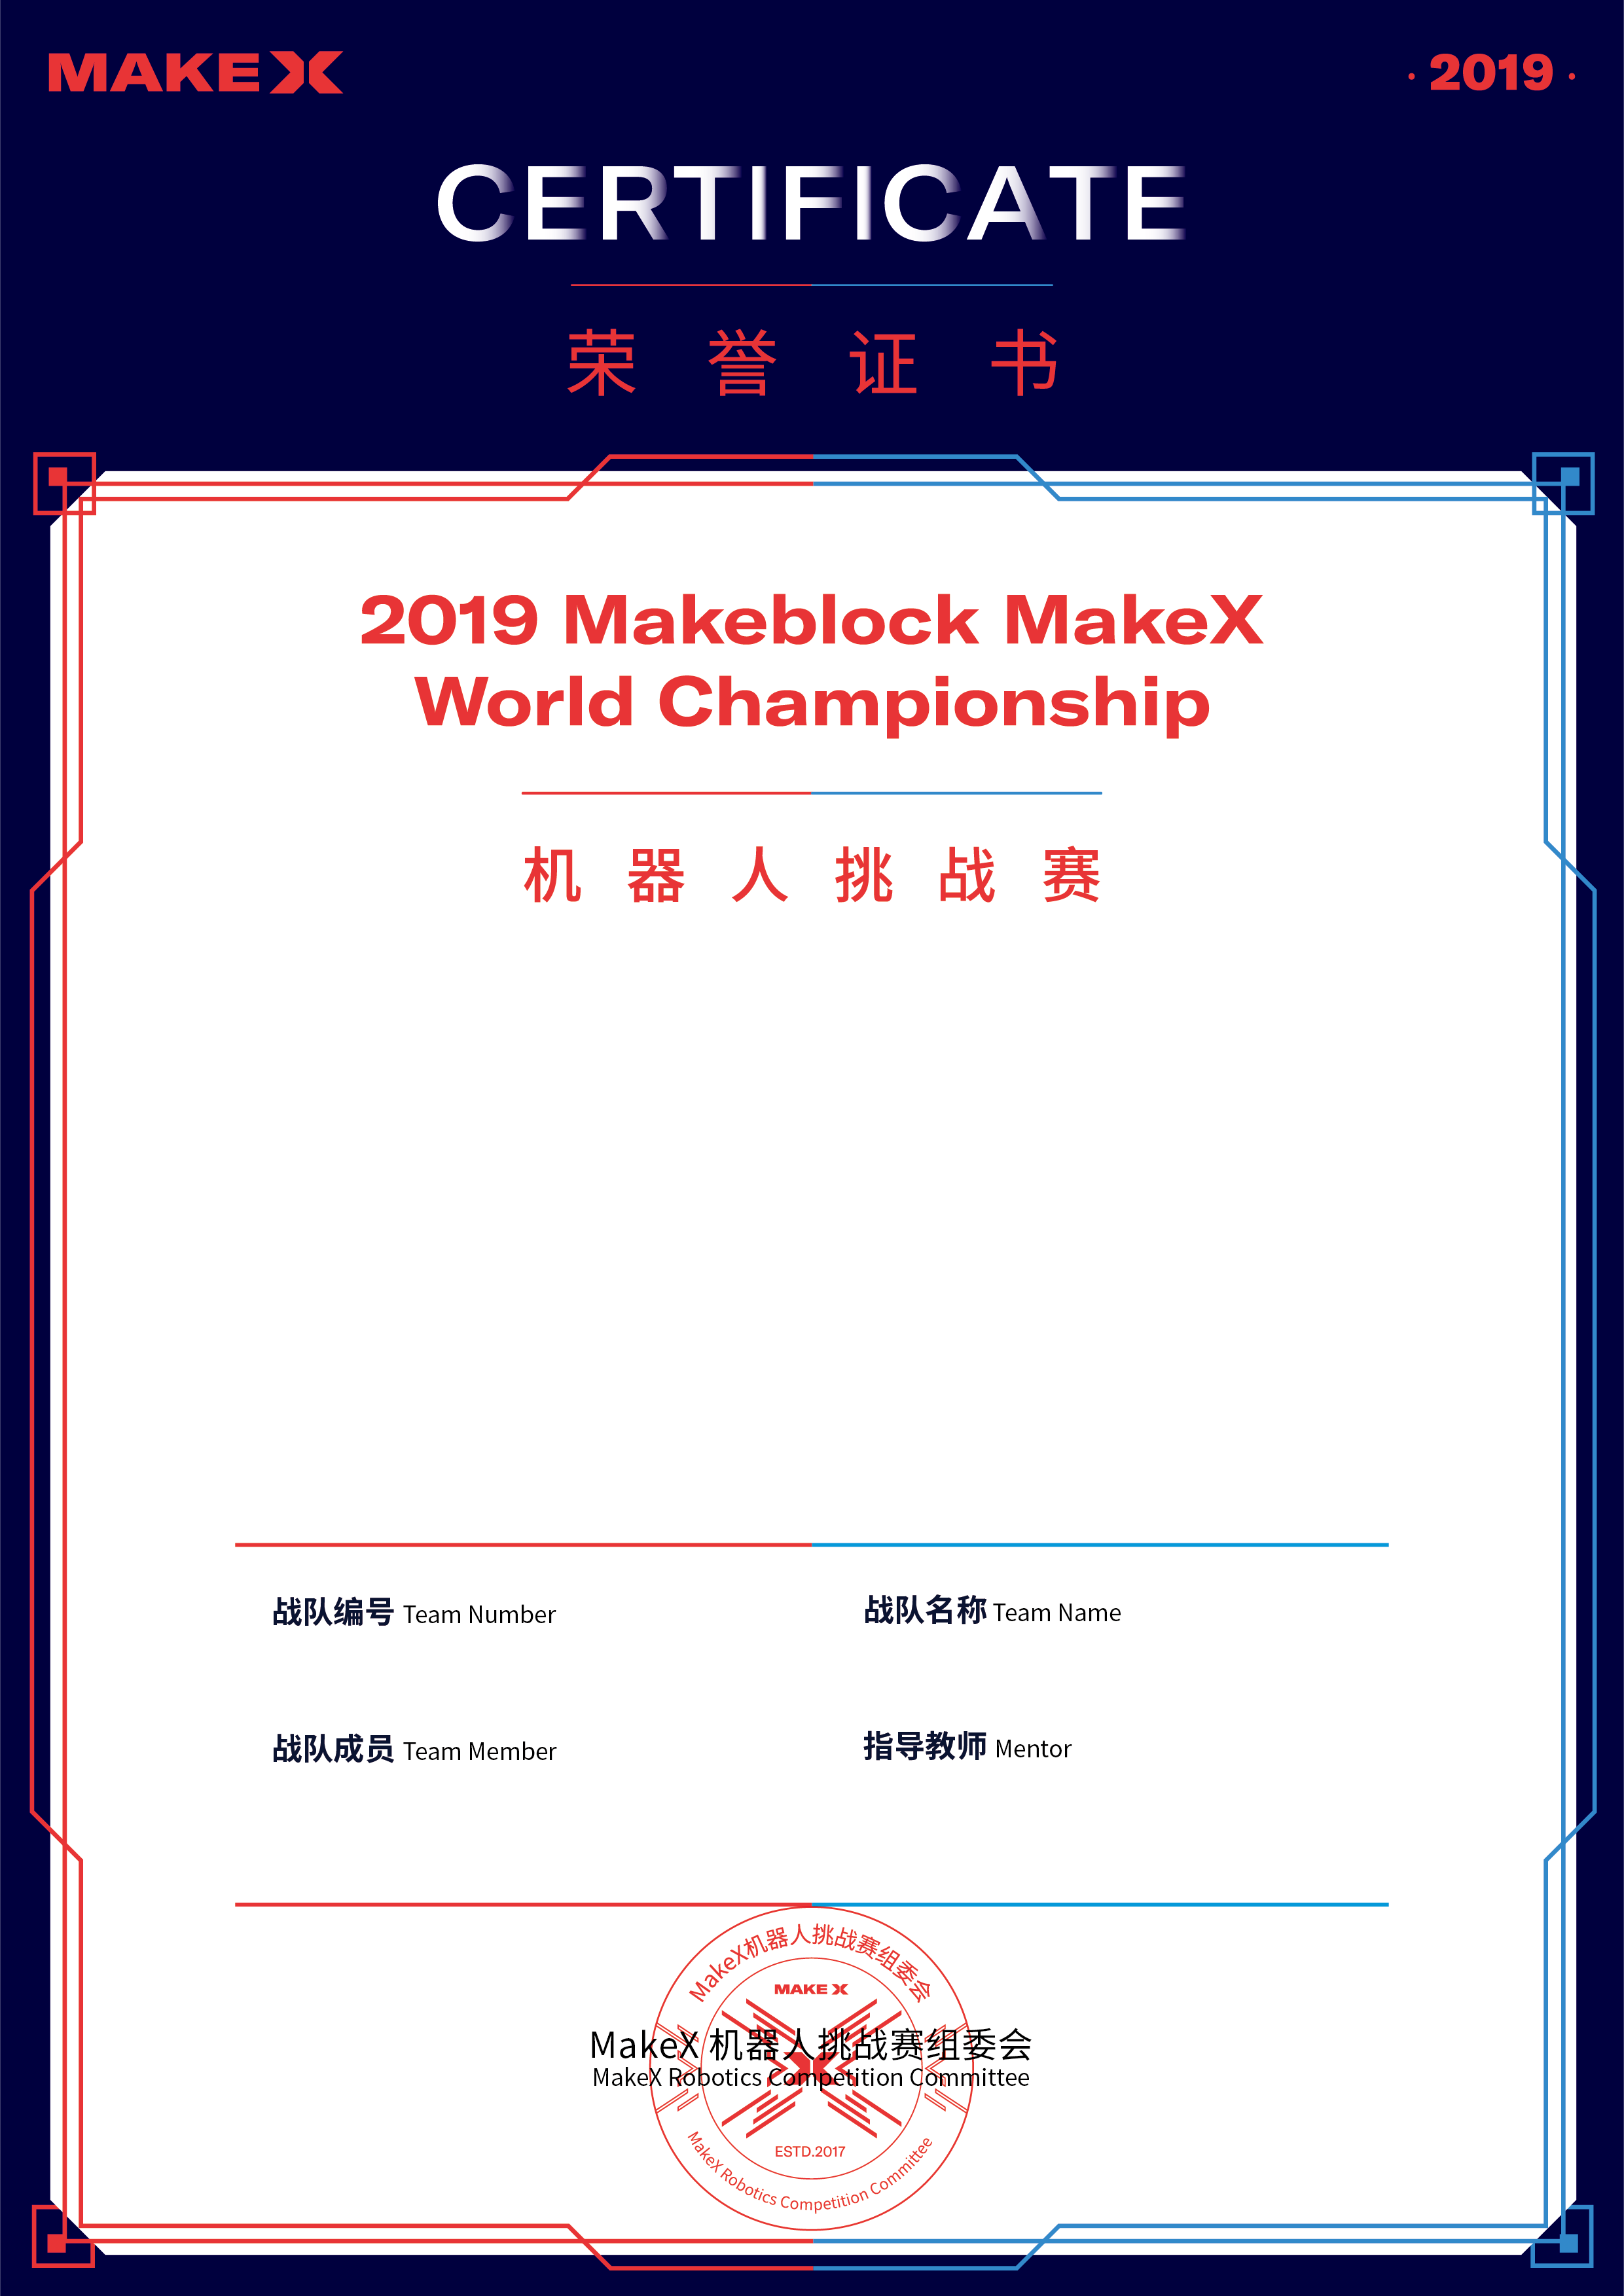 MAKEX
· 2019 ·
CERTIFICATE
荣誉证书
2019 Makeblock MakeX
World Championship
机器人挑战赛
战队编号 Team Number
战队名称 Team Name
战队成员 Team Member
指导教师 Mentor
MakeX机器人挑战赛组委会
MAKEX
MakeX 机器人挑战赛组委会
MakeX Robotics Competition Committee
ESTD.2017
MakeX Robotics Competition Committee